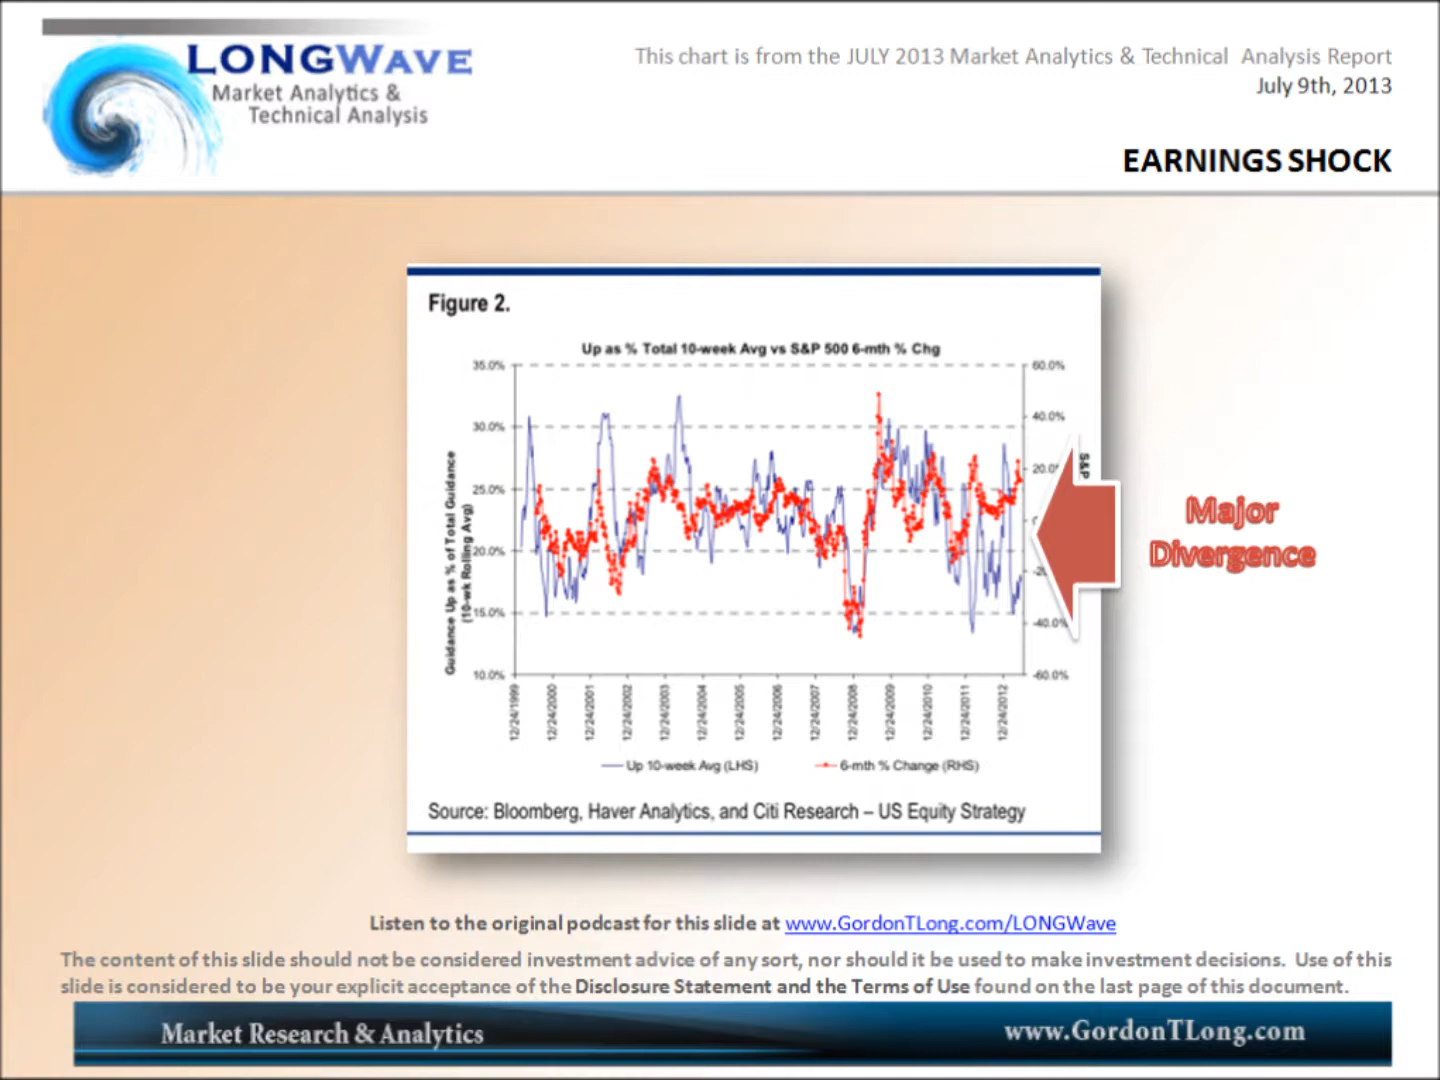 LONGWAVE
Market Analytics &
Technical Analysis
This chart is from the JULY 2013 Market Analytics & Technical Analysis Report
July 9th, 2013
EARNINGS SHOCK
Figure 2.
Up as % Total 10-week Avg vs S&P 500 6-mth % Chg
35.0%
30.0%
25.0%
20.0%
15.0%
10.0%
Guidance Up as % of Total Guidance
(10-wk Rolling Avg)
60.0%
40.0%
20.0%
-40.0%
-60.0%
S&P
12/24/1999
12/24/2000
12/24/2001
12/24/2002
12/24/2003
12/24/2004
12/24/2005
12/24/2006
12/24/2007
12/24/2008
12/24/2009
12/24/2010
12/24/2011
12/24/2012
Up 10-week Avg (LHS)
6-mth % Change (RHS)
Source: Bloomberg, Haver Analytics, and Citi Research – US Equity Strategy
Major
Divergence
Listen to the original podcast for this slide at www.GordonTLong.com/LONGWave
The content of this slide should not be considered investment advice of any sort, nor should it be used to make investment decisions. Use of this
slide is considered to be your explicit acceptance of the Disclosure Statement and the Terms of Use found on the last page of this document.
Market Research & Analytics
www.GordonTLong.com